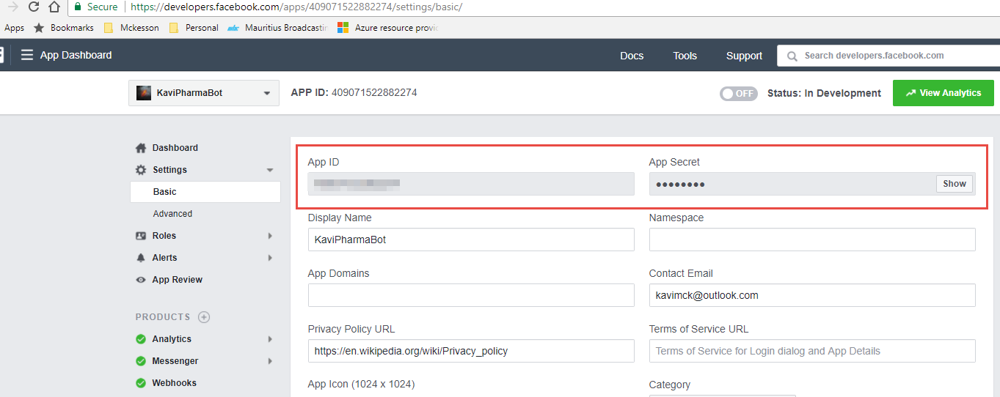 Secure https://developers.facebook.com/apps/409071522882274/settings/basic/
Apps Bookmarks Mckesson Personal Mauritius Broadcastin Azure resource provi
App Dashboard Docs Tools Support Search developers.facebook.com
KaviPharmaBot APP ID: 409071522882274 OFF Status: In Development View Analytics
Dashboard
Settings
Basic
Advanced
Roles
Alerts
App Review
PRODUCTS
Analytics
Messenger
Webhooks
App ID App Secret
●●●●●●●● Show
Display Name Namespace
KaviPharmaBot
App Domains Contact Email
kavimck@outlook.com
Privacy Policy URL Terms of Service URL
https://en.wikipedia.org/wiki/Privacy_policy Terms of Service for Login dialog and App Details
App Icon (1024 x 1024) Category